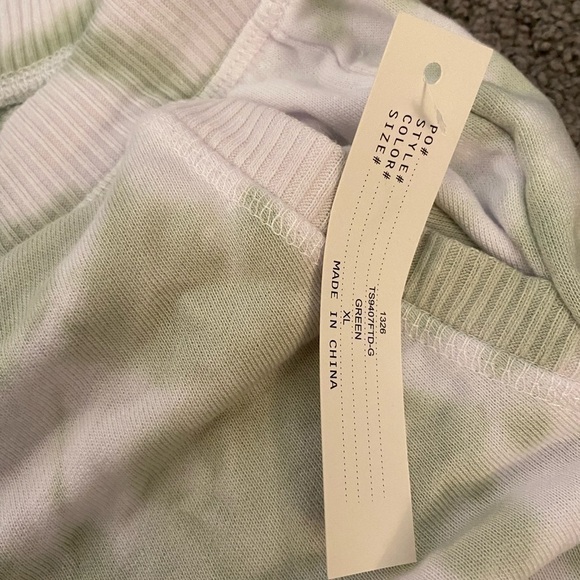 PO# 1326
STYLE# TS9407FTD-G
COLOR# GREEN
SIZE# XL
MADE IN CHINA